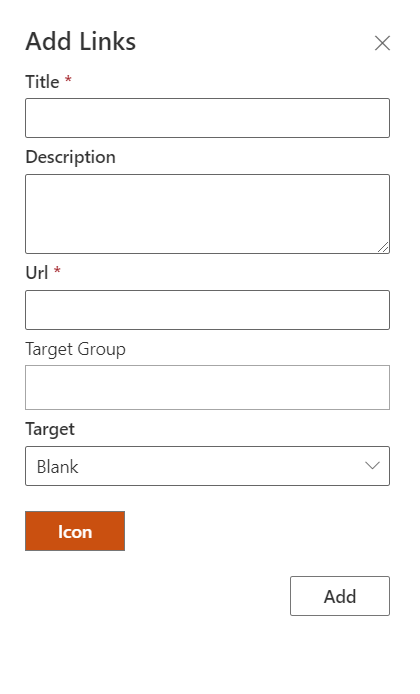 Add Links
Title *
Description
Url *
Target Group
Target
Blank
Icon
Add